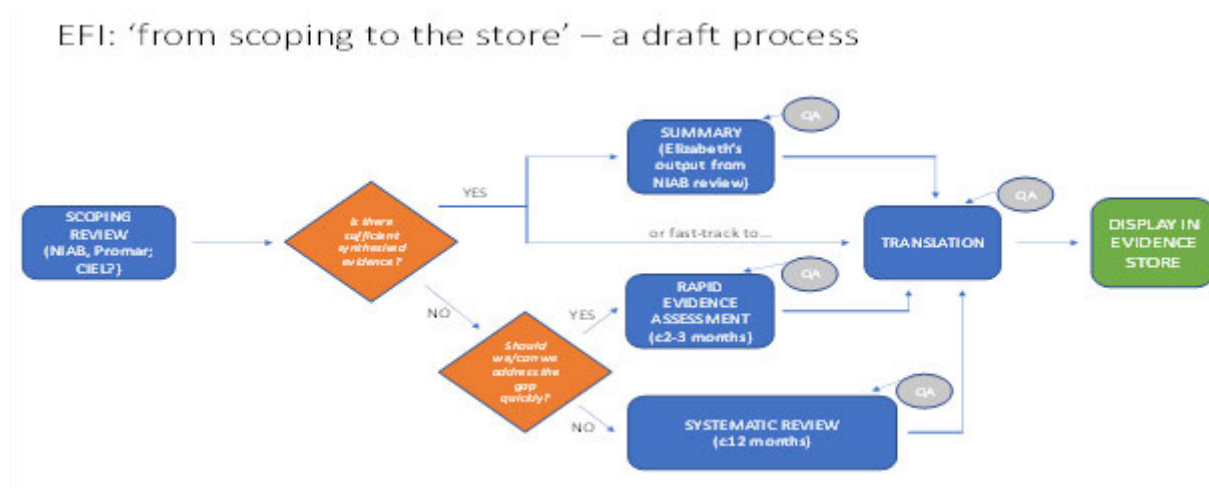 EFI: ‘from scoping to the store’ – a draft process
QA
SUMMARY
(Elizabeth's
output from
NIAB review)
YES
QA
SCOPING
REVIEW
(NIAB, Promar;
CIEL?)
Is there
sufficient
synthesised
evidence?
or fast-track to...
TRANSLATION
DISPLAY IN
EVIDENCE
STORE
QA
RAPID
EVIDENCE
ASSESSMENT
(c2-3 months)
NO
YES
Should
we/can we
address the
gap
quickly?
QA
NO
SYSTEMATIC REVIEW
(c12 months)